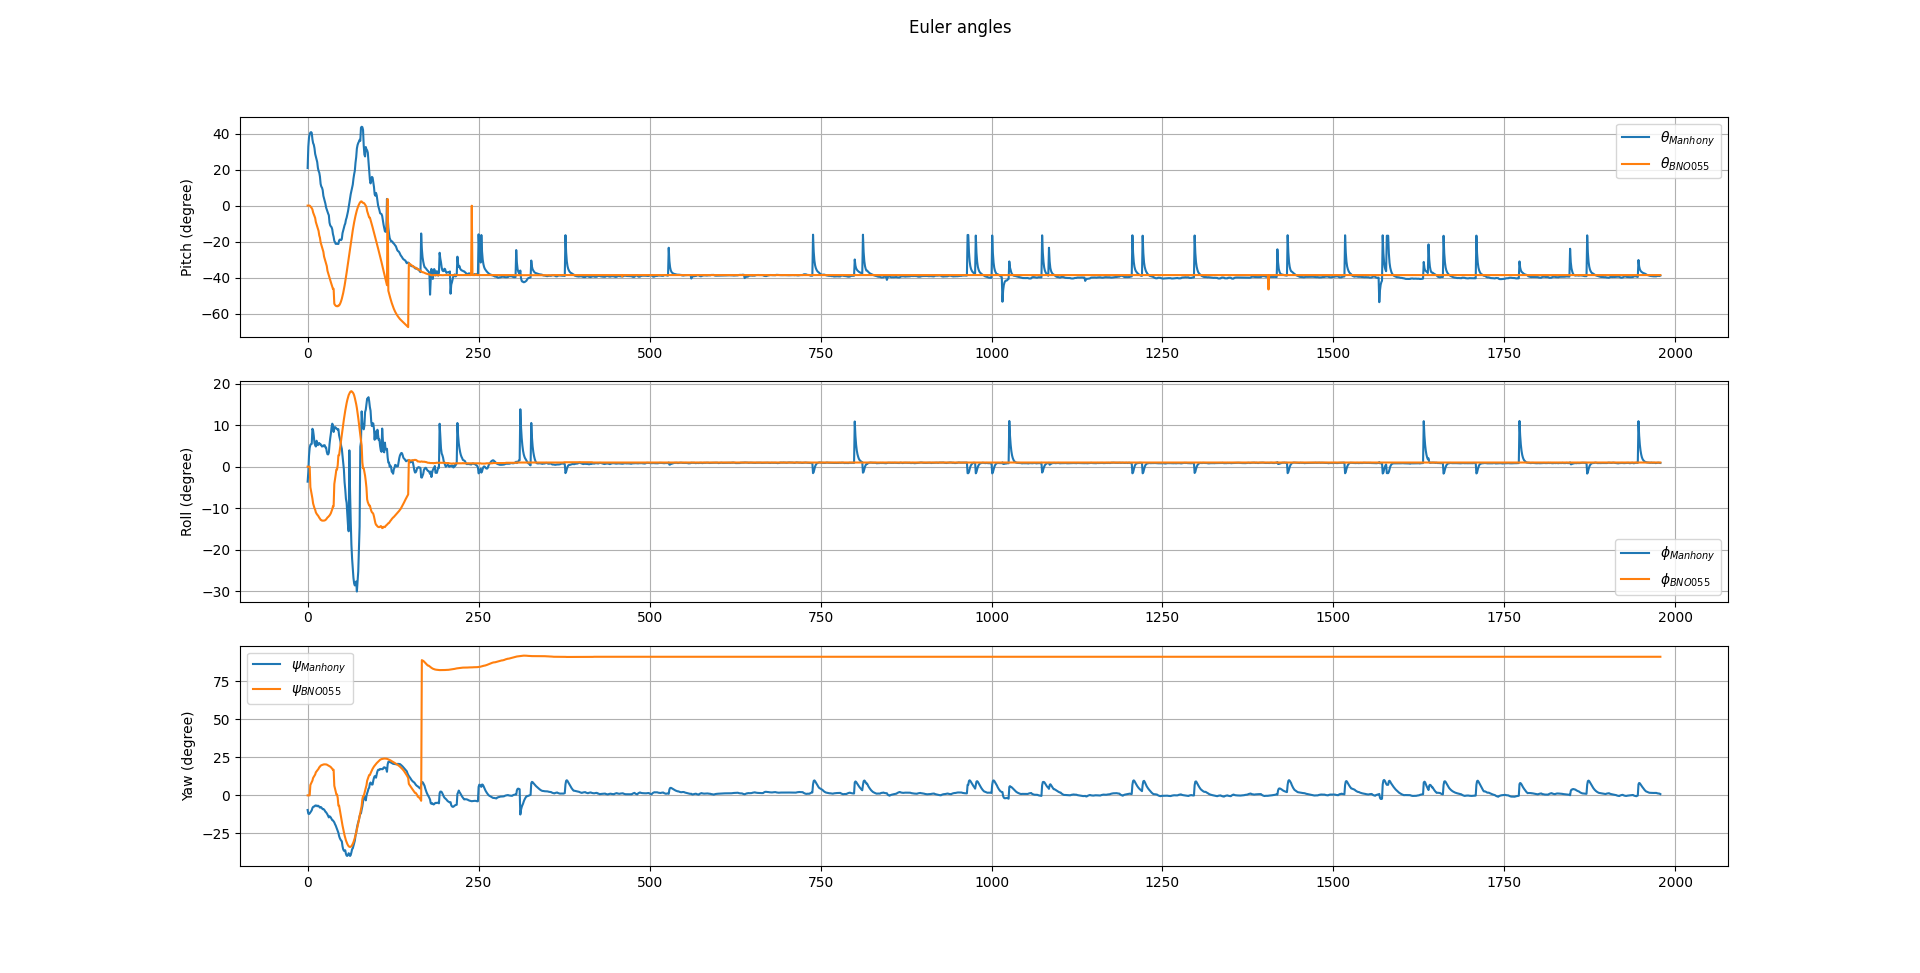 Euler angles
40
20
0
−20
−40
−60
Pitch (degree)
θManhony
θBNO055
0 250 500 750 1000 1250 1500 1750 2000
20
10
0
−10
−20
−30
Roll (degree)
ϕManhony
ϕBNO055
0 250 500 750 1000 1250 1500 1750 2000
75
50
25
0
−25
Yaw (degree)
ψManhony
ψBNO055
0 250 500 750 1000 1250 1500 1750 2000